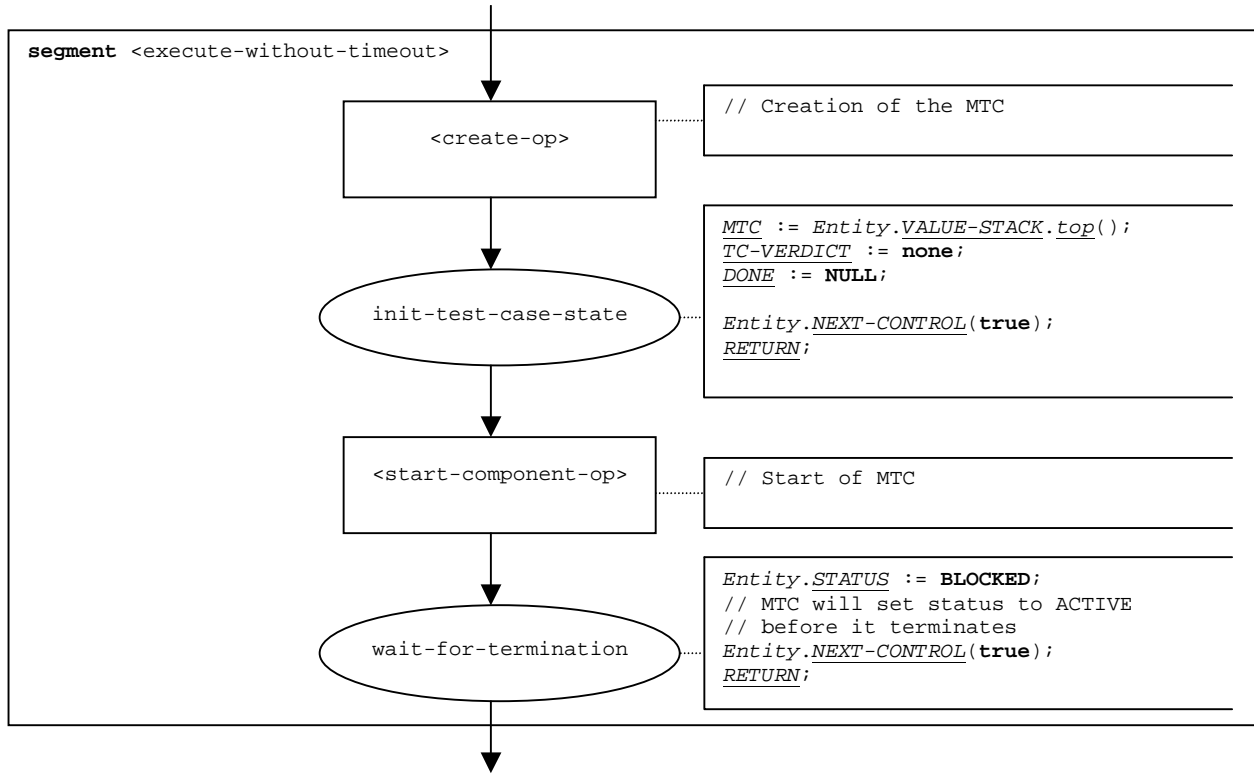 segment <execute-without-timeout>
<create-op>
// Creation of the MTC
init-test-case-state
MTC := Entity.VALUE-STACK.top();
TC-VERDICT := none;
DONE := NULL;
Entity.NEXT-CONTROL(true);
RETURN;
<start-component-op>
// Start of MTC
wait-for-termination
Entity.STATUS := BLOCKED;
// MTC will set status to ACTIVE
// before it terminates
Entity.NEXT-CONTROL(true);
RETURN;